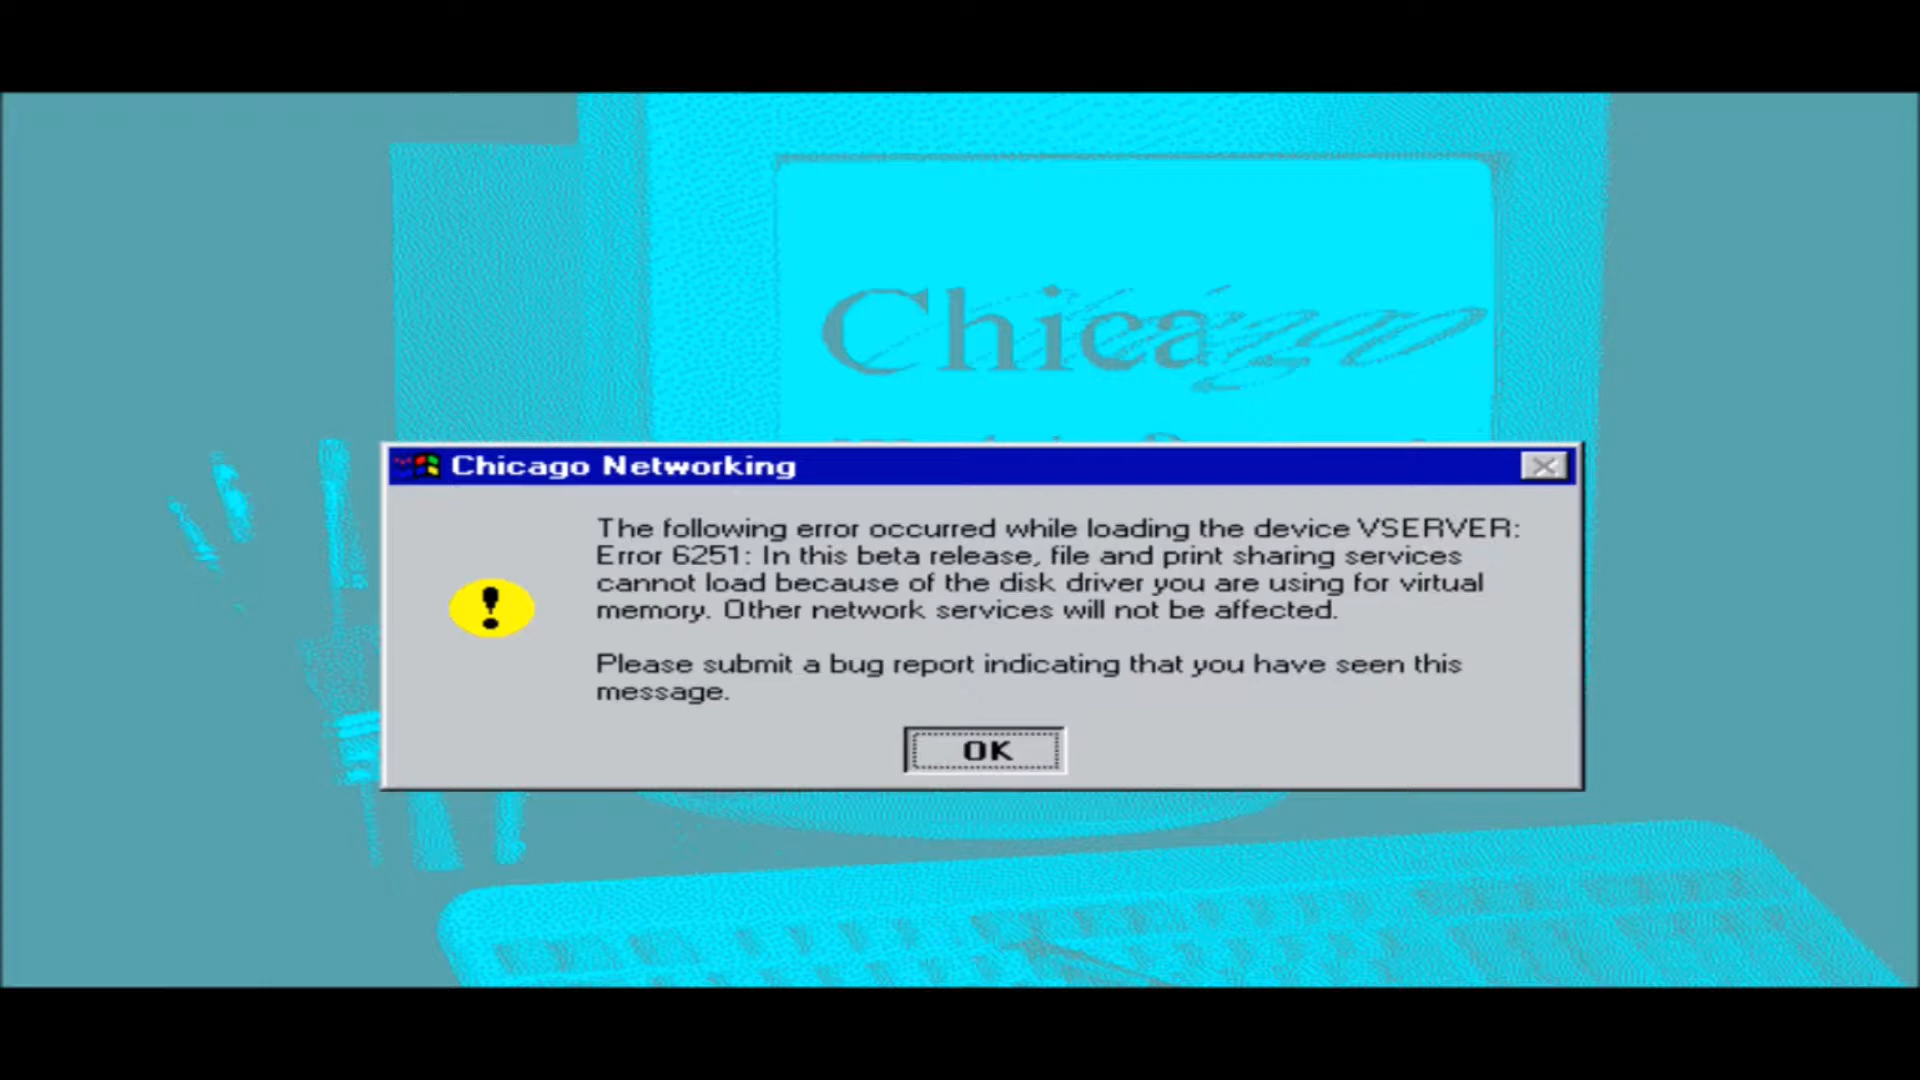 Chicago
Chicago Networking
The following error occurred while loading the device VSERVER:
Error 6251: In this beta release, file and print sharing services
cannot load because of the disk driver you are using for virtual
memory. Other network services will not be affected.
Please submit a bug report indicating that you have seen this
message.
OK